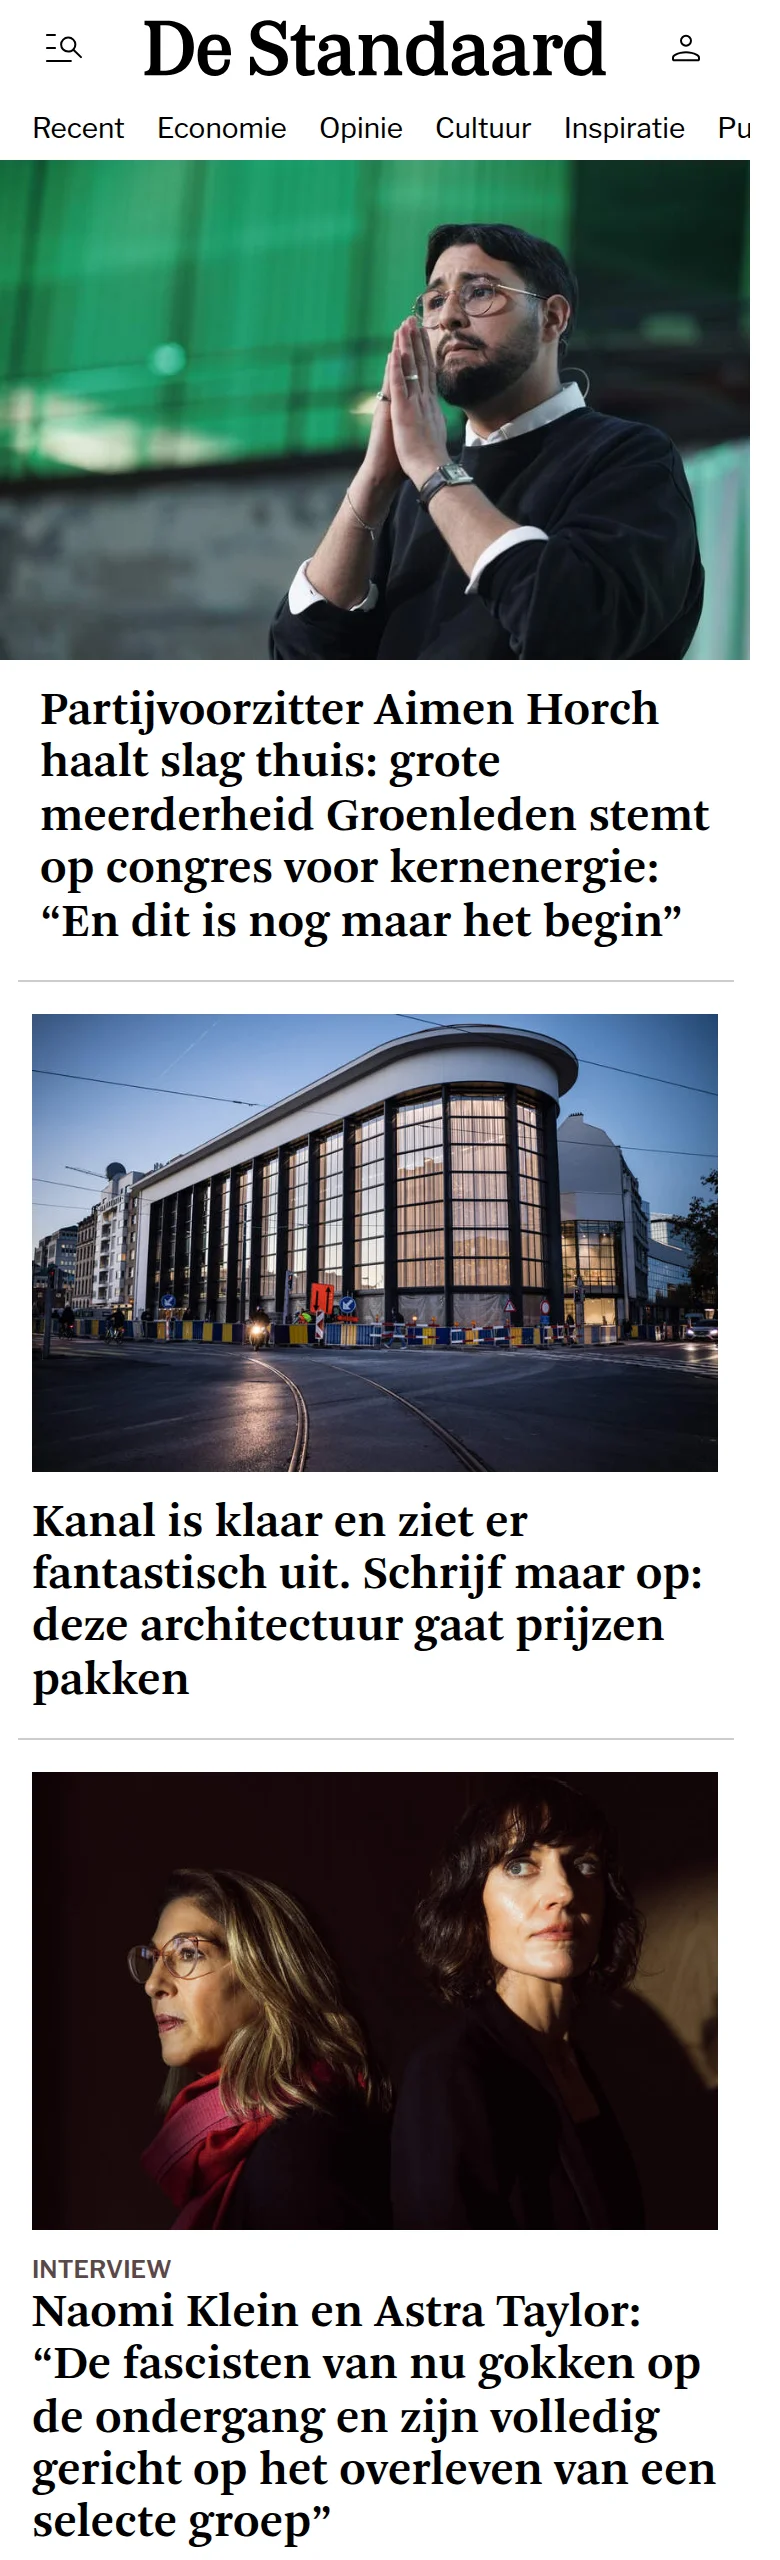 De Standaard
Recent Economie Opinie Cultuur Inspiratie Pu
Partijvoorzitter Aimen Horch
haalt slag thuis: grote
meerderheid Groenleden stemt
op congres voor kernenergie:
“En dit is nog maar het begin”
Kanal is klaar en ziet er
fantastisch uit. Schrijf maar op:
deze architectuur gaat prijzen
pakken
INTERVIEW
Naomi Klein en Astra Taylor:
“De fascisten van nu gokken op
de ondergang en zijn volledig
gericht op het overleven van een
selecte groep”